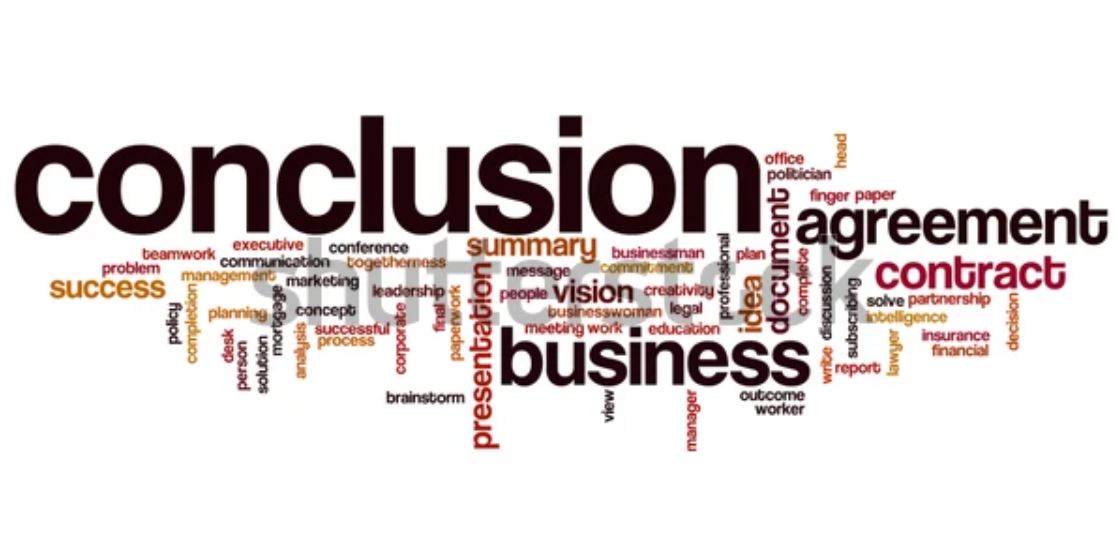 conclusion
office
head
politician
finger paper
agreement
document
summary
teamwork
executive
conference
communication
togetherness
businessman
plan
problem
management
marketing
message
commitment
professional
complete
discussion
contract
success
leadership
people
vision
creativity
idea
subscribing
solve
partnership
policy
completion
planning
mortgage
concept
final
paperwork
presentation
businesswoman
legal
intelligence
decision
desk
analysis
successful
process
corporate
meeting
work
education
insurance
financial
person
solution
business
write
report
lawyer
brainstorm
view
manager
outcome
worker
shutterstock